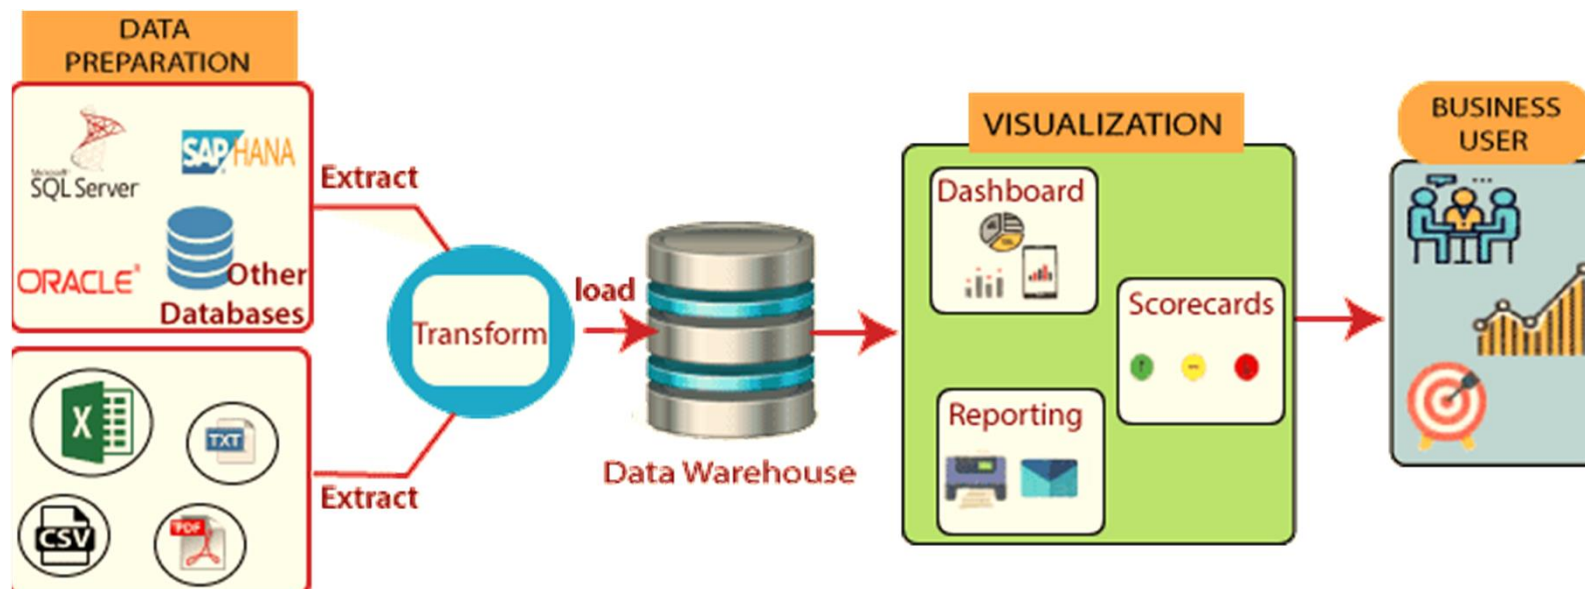 DATA
PREPARATION
Microsoft
SQL Server
SAP HANA
ORACLE
Other
Databases
Extract
X
TXT
CSV
PDF
Extract
Transform
load
Data Warehouse
VISUALIZATION
Dashboard
Scorecards
Reporting
BUSINESS
USER